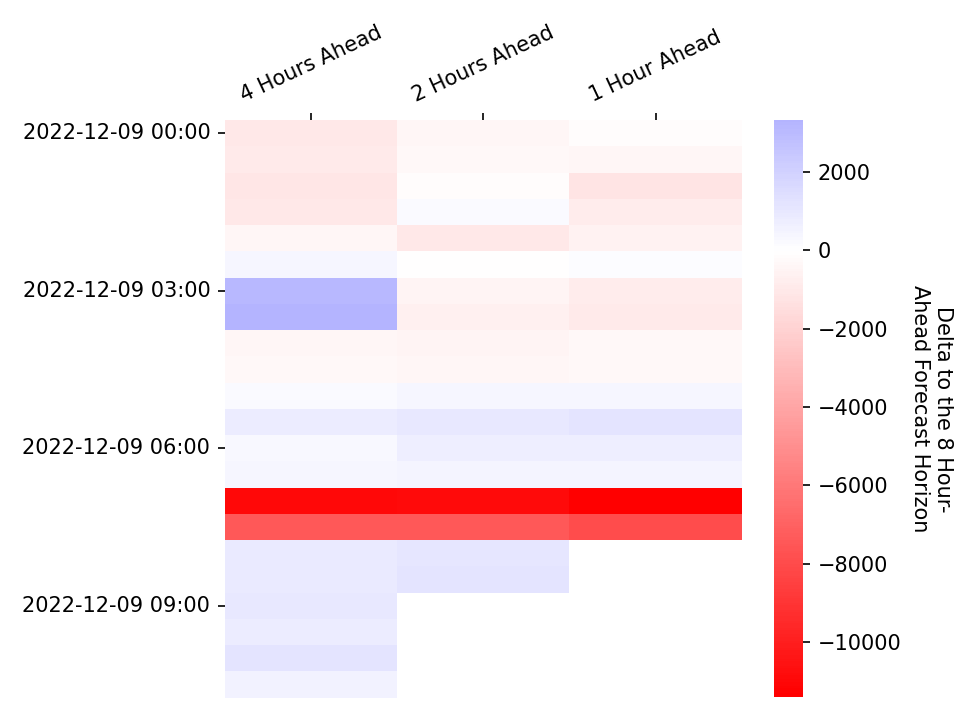 4 Hours Ahead
2 Hours Ahead
1 Hour Ahead
2022-12-09 00:00
2022-12-09 03:00
2022-12-09 06:00
2022-12-09 09:00
2000
0
−2000
−4000
−6000
−8000
−10000
Delta to the 8 Hour-
Ahead Forecast Horizon